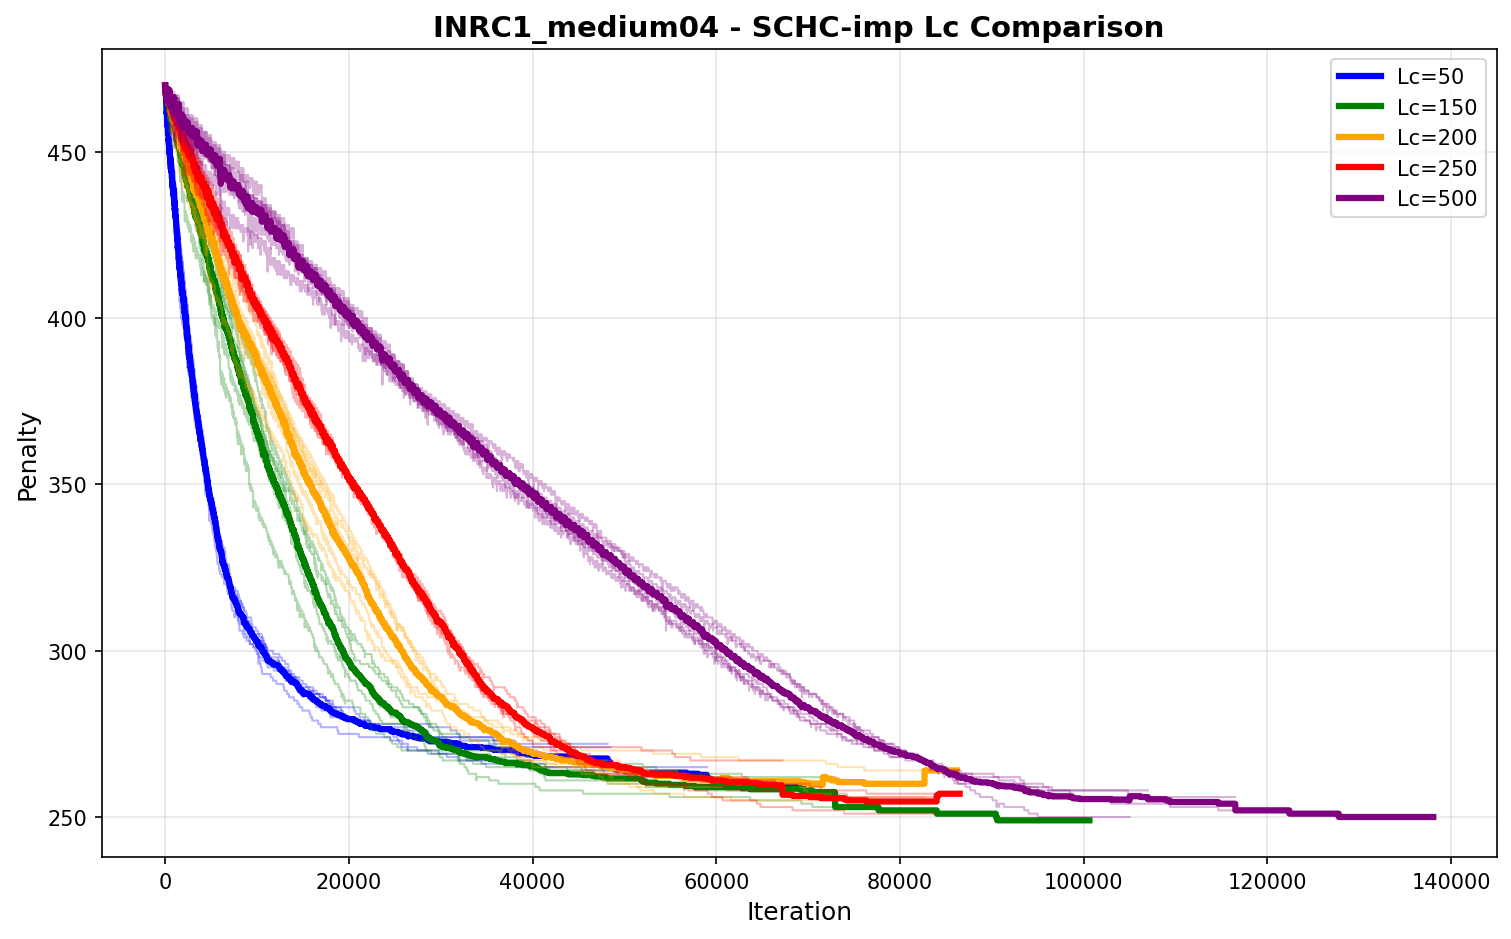 INRC1_medium04 - SCHC-imp Lc Comparison
Lc=50
Lc=150
Lc=200
Lc=250
Lc=500
Penalty
450
400
350
300
250
0 20000 40000 60000 80000 100000 120000 140000
Iteration